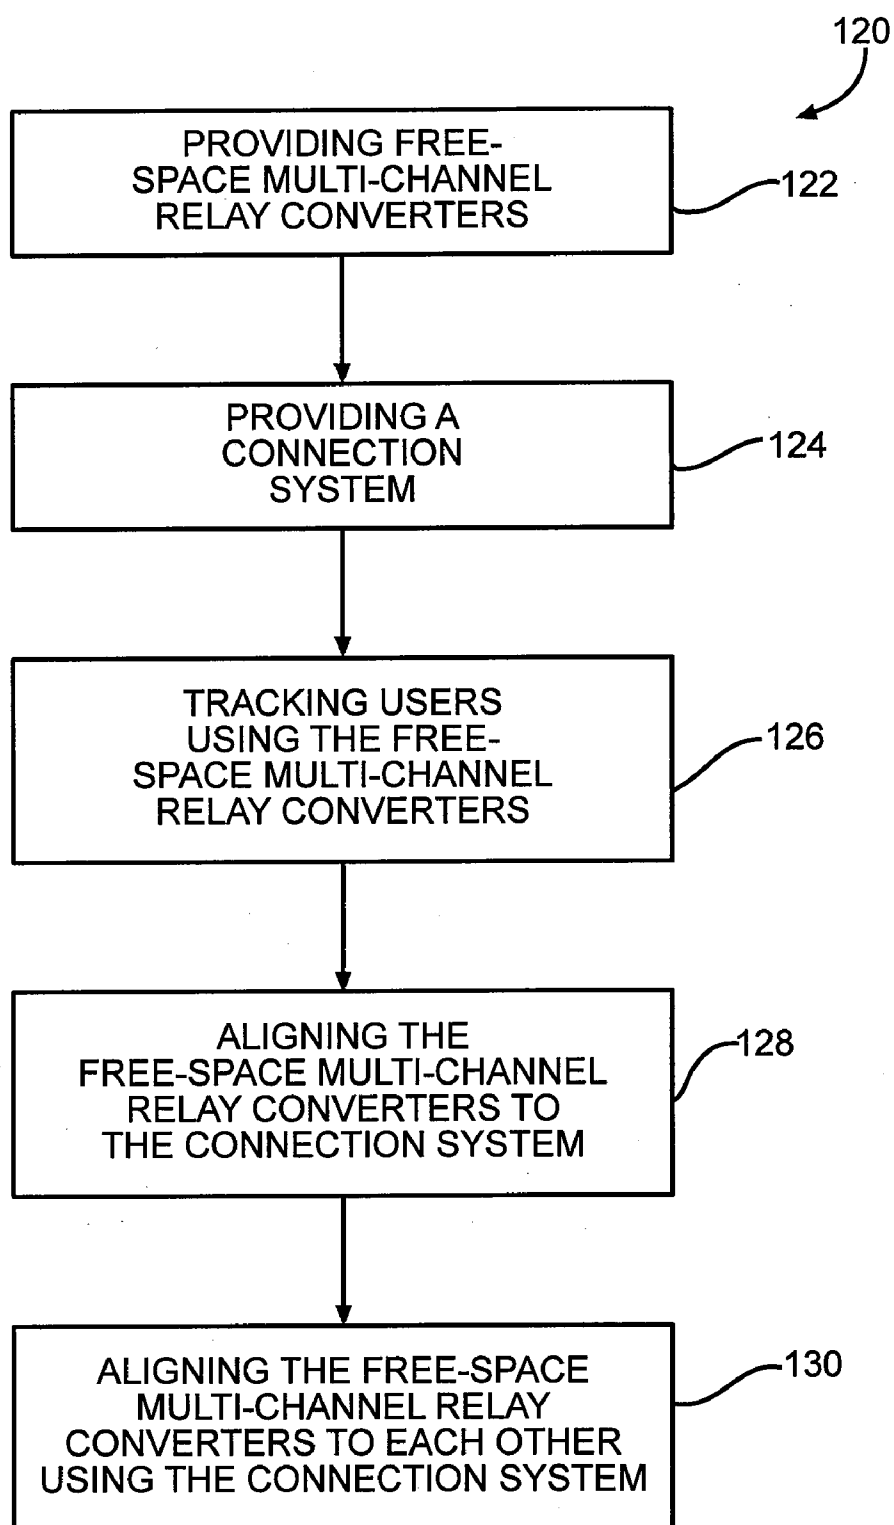 120
PROVIDING FREE-
SPACE MULTI-CHANNEL
RELAY CONVERTERS
122
PROVIDING A
CONNECTION
SYSTEM
124
TRACKING USERS
USING THE FREE-
SPACE MULTI-CHANNEL
RELAY CONVERTERS
126
ALIGNING THE
FREE-SPACE MULTI-CHANNEL
RELAY CONVERTERS TO
THE CONNECTION SYSTEM
128
ALIGNING THE FREE-SPACE
MULTI-CHANNEL RELAY
CONVERTERS TO EACH OTHER
USING THE CONNECTION SYSTEM
130